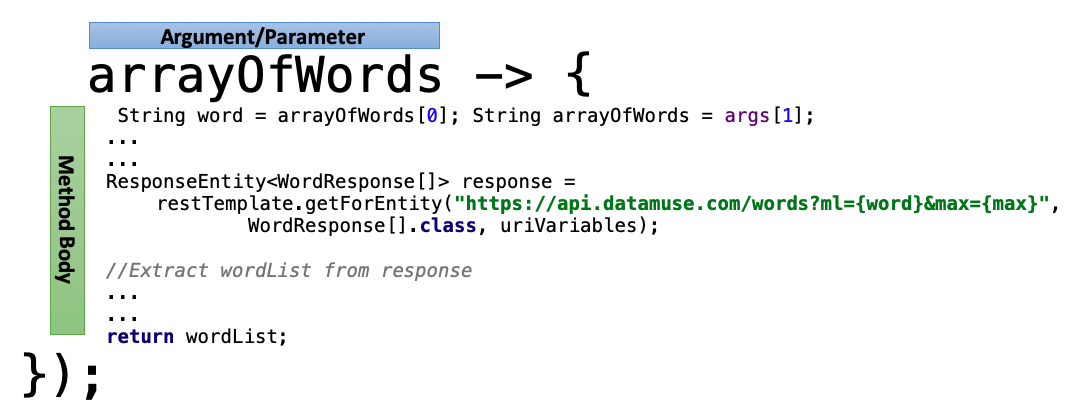 Argument/Parameter
arrayOfWords -> {
String word = arrayOfWords[0]; String arrayOfWords = args[1];
...
...
ResponseEntity<WordResponse[]> response =
restTemplate.getForEntity("https://api.datamuse.com/words?ml={word}&max={max}",
WordResponse[].class, uriVariables);
//Extract wordList from response
...
...
return wordList;
Method Body
});